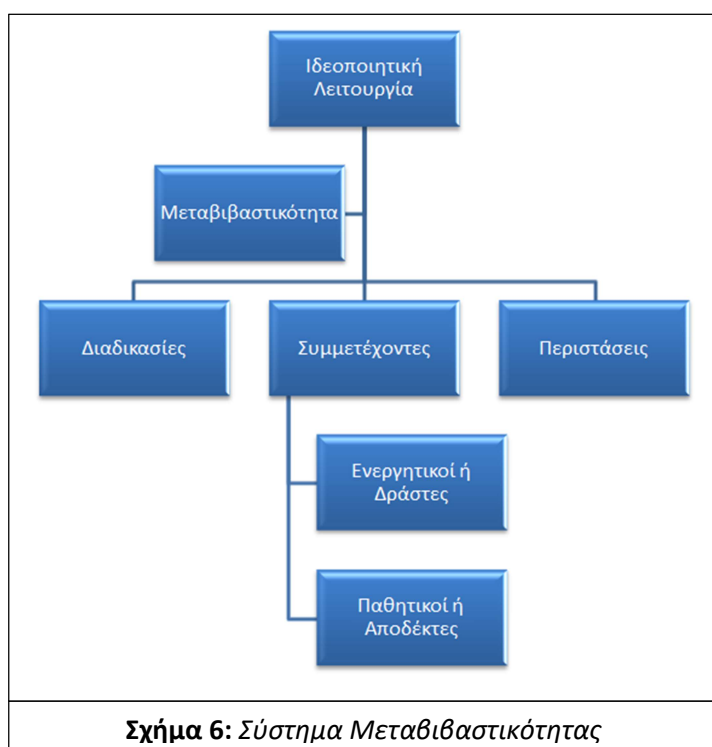 Ιδεοποιητική
Λειτουργία
Μεταβιβαστικότητα
Διαδικασίες
Συμμετέχοντες
Περιστάσεις
Ενεργητικοί ή
Δράστες
Παθητικοί ή
Αποδέκτες
Σχήμα 6: Σύστημα Μεταβιβαστικότητας